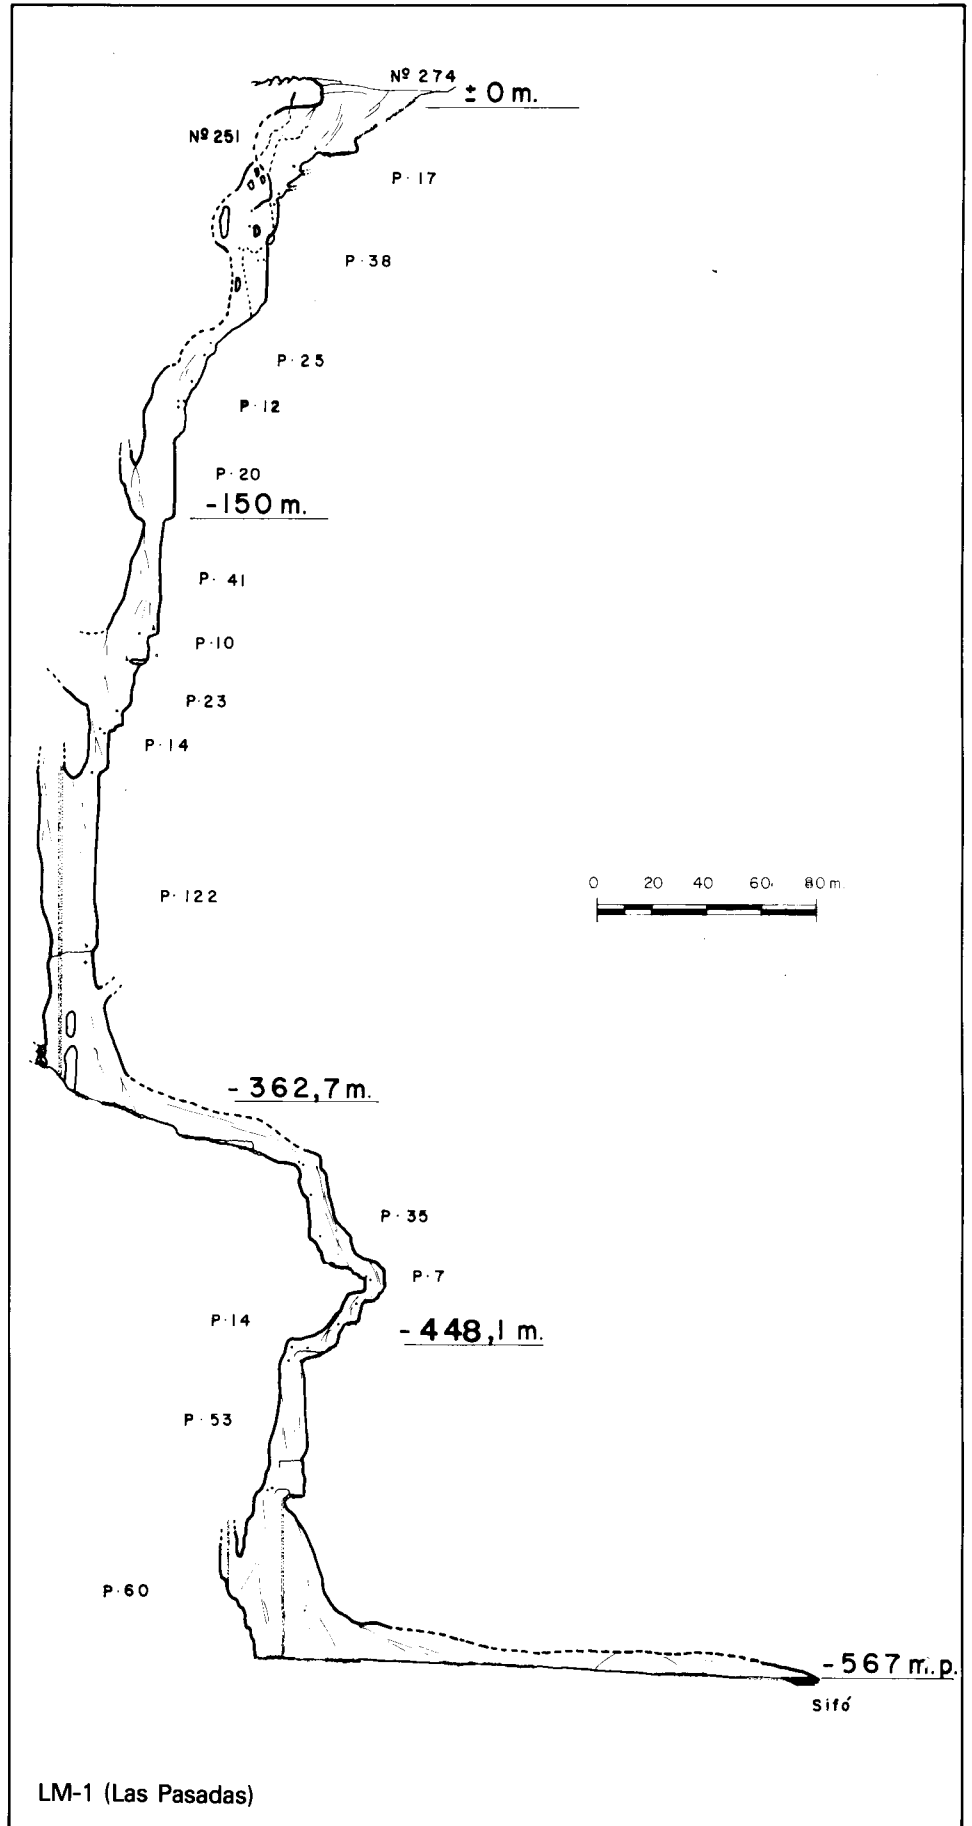 Nº 274
± 0 m.
Nº 251
P. 17
P. 38
P. 25
P. 12
P. 20
-150 m.
P. 41
P. 10
P. 23
P. 14
P. 122
0 20 40 60 80 m.
- 362,7 m.
P. 35
P. 7
P. 14
- 448,1 m.
P. 53
P. 60
- 567 m. p.
Sifó
LM-1 (Las Pasadas)